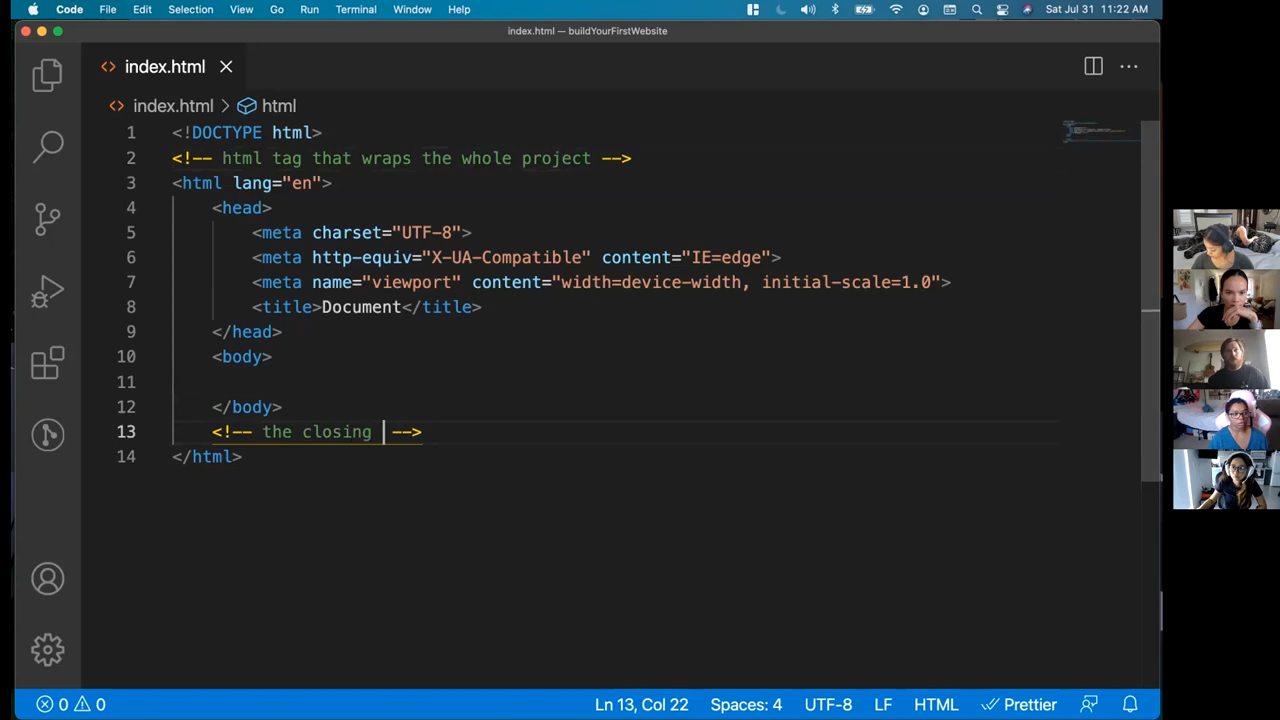 Code File Edit Selection View Go Run Terminal Window Help Sat Jul 31 11:22 AM
index.html — buildYourFirstWebsite
index.html
index.html > html
1 <!DOCTYPE html>
2 <!-- html tag that wraps the whole project -->
3 <html lang="en">
4 <head>
5 <meta charset="UTF-8">
6 <meta http-equiv="X-UA-Compatible" content="IE=edge">
7 <meta name="viewport" content="width=device-width, initial-scale=1.0">
8 <title>Document</title>
9 </head>
10 <body>
11
12 </body>
13 <!-- the closing -->
14 </html>
0 0 Ln 13, Col 22 Spaces: 4 UTF-8 LF HTML Prettier